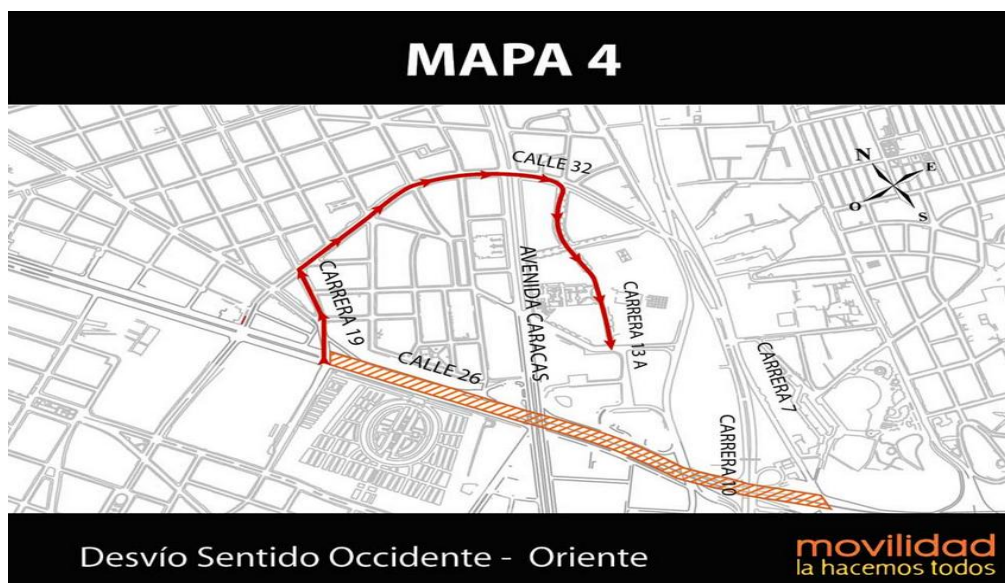 MAPA 4
CALLE 32
N
E
O
S
CARRERA 19
AVENIDA CARACAS
CARRERA 13 A
CALLE 26
CARRERA 7
CARRERA 10
Desvío Sentido Occidente - Oriente
movilidad
la hacemos todos